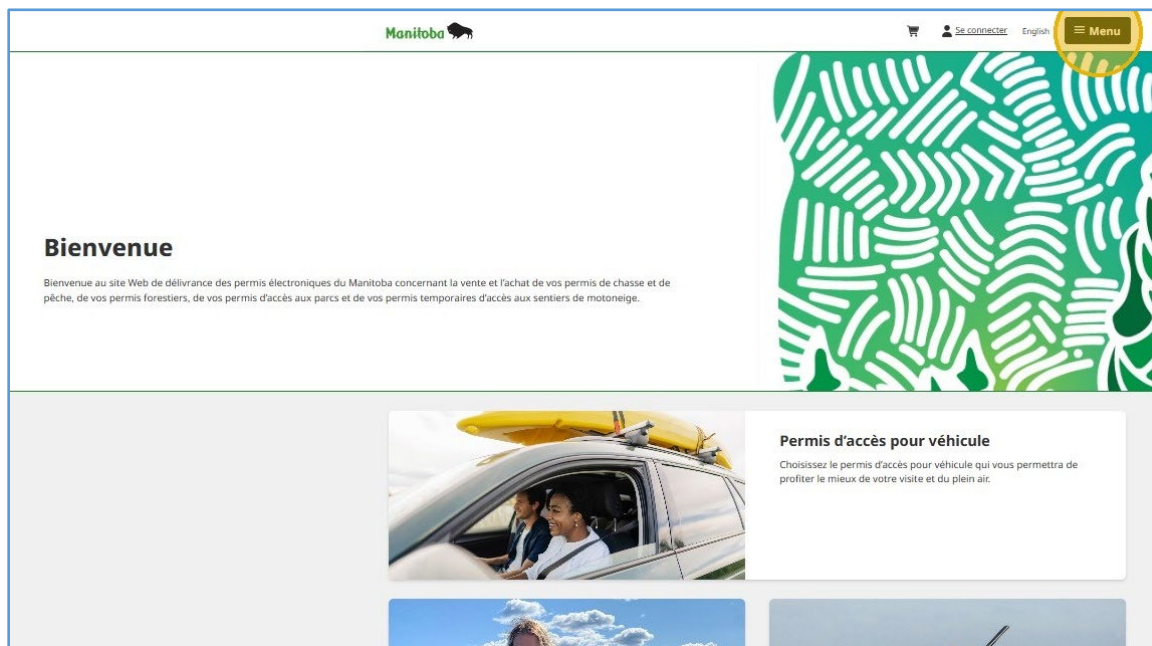 Manitoba
Se connecter
English
Menu
Bienvenue
Bienvenue au site Web de délivrance des permis électroniques du Manitoba concernant la vente et l'achat de vos permis de chasse et de
pêche, de vos permis forestiers, de vos permis d'accès aux parcs et de vos permis temporaires d'accès aux sentiers de motoneige.
Permis d'accès pour véhicule
Choisissez le permis d'accès pour véhicule qui vous permettra de
profiter le mieux de votre visite et du plein air.